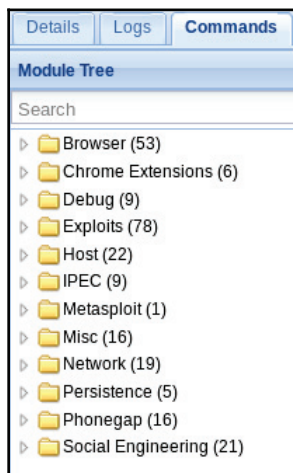 Details Logs Commands
Module Tree
Search
Browser (53)
Chrome Extensions (6)
Debug (9)
Exploits (78)
Host (22)
IPEC (9)
Metasploit (1)
Misc (16)
Network (19)
Persistence (5)
Phonegap (16)
Social Engineering (21)